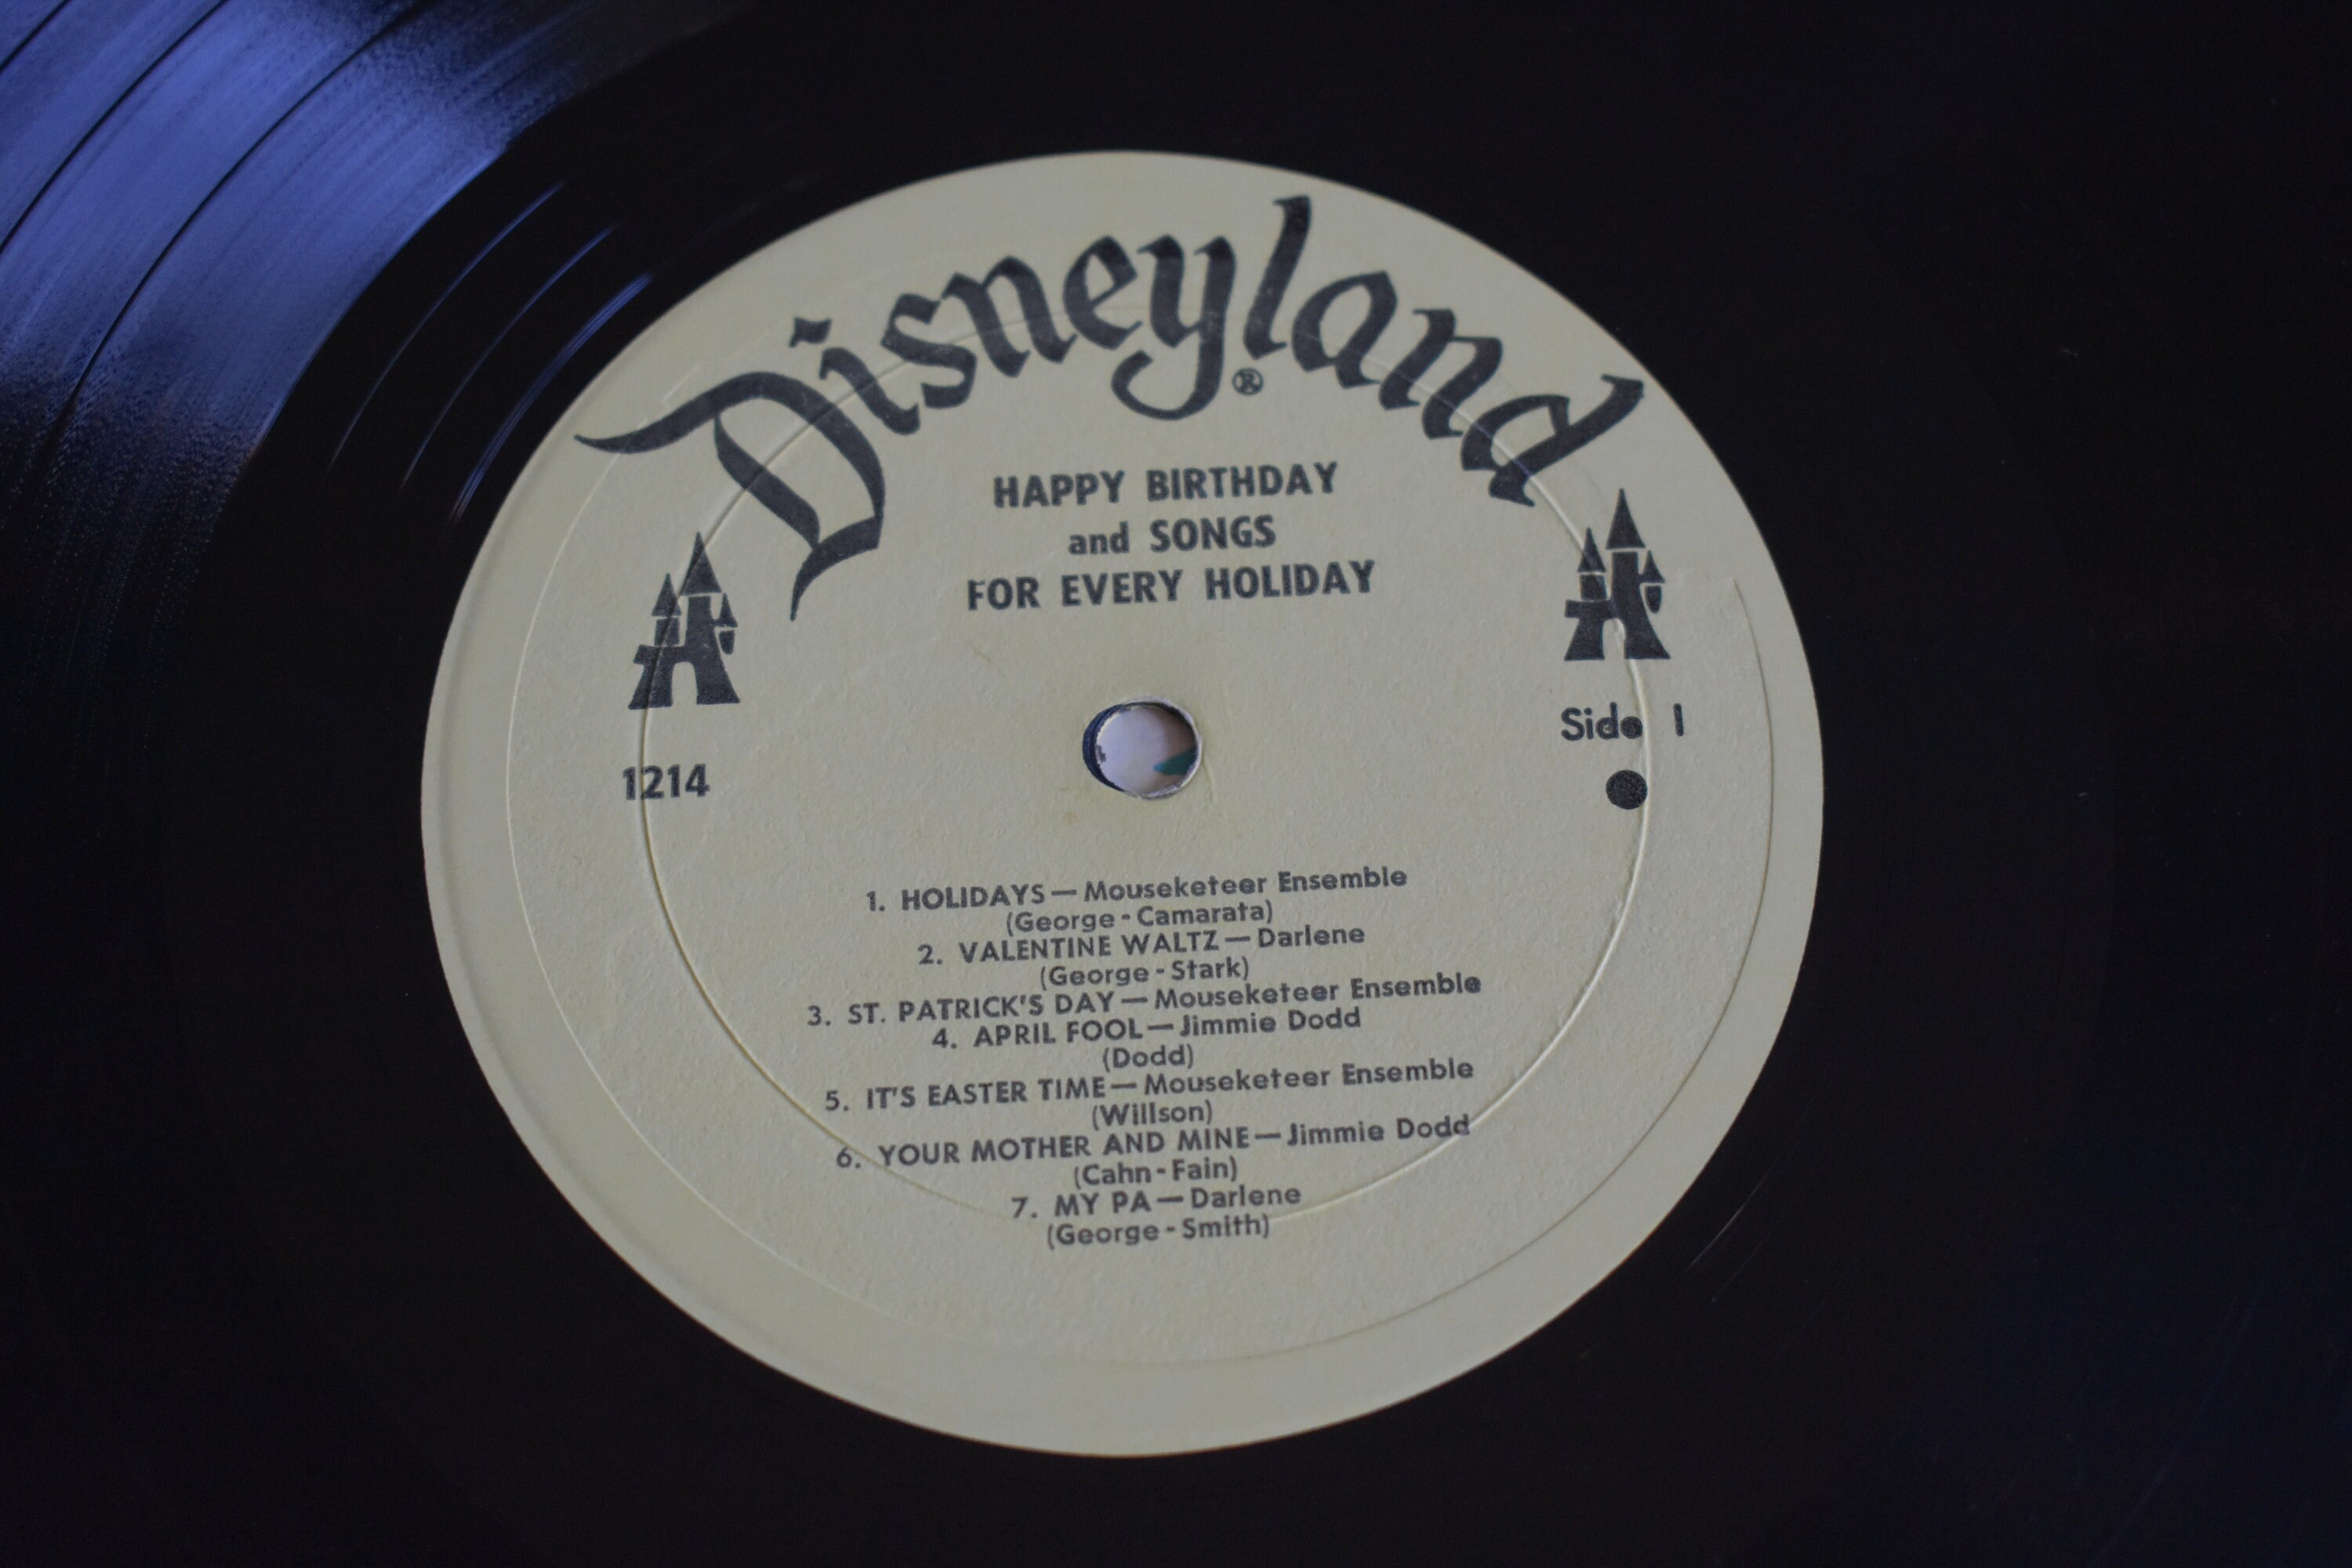 Disneyland®
HAPPY BIRTHDAY
and SONGS
FOR EVERY HOLIDAY
Side 1
1214
1. HOLIDAYS—Mouseketeer Ensemble
(George-Camarata)
2. VALENTINE WALTZ—Darlene
(George-Stark)
3. ST. PATRICK'S DAY—Mouseketeer Ensemble
4. APRIL FOOL—Jimmie Dodd
(Dodd)
5. IT'S EASTER TIME—Mouseketeer Ensemble
(Willson)
6. YOUR MOTHER AND MINE—Jimmie Dodd
(Cahn-Fain)
7. MY PA—Darlene
(George-Smith)